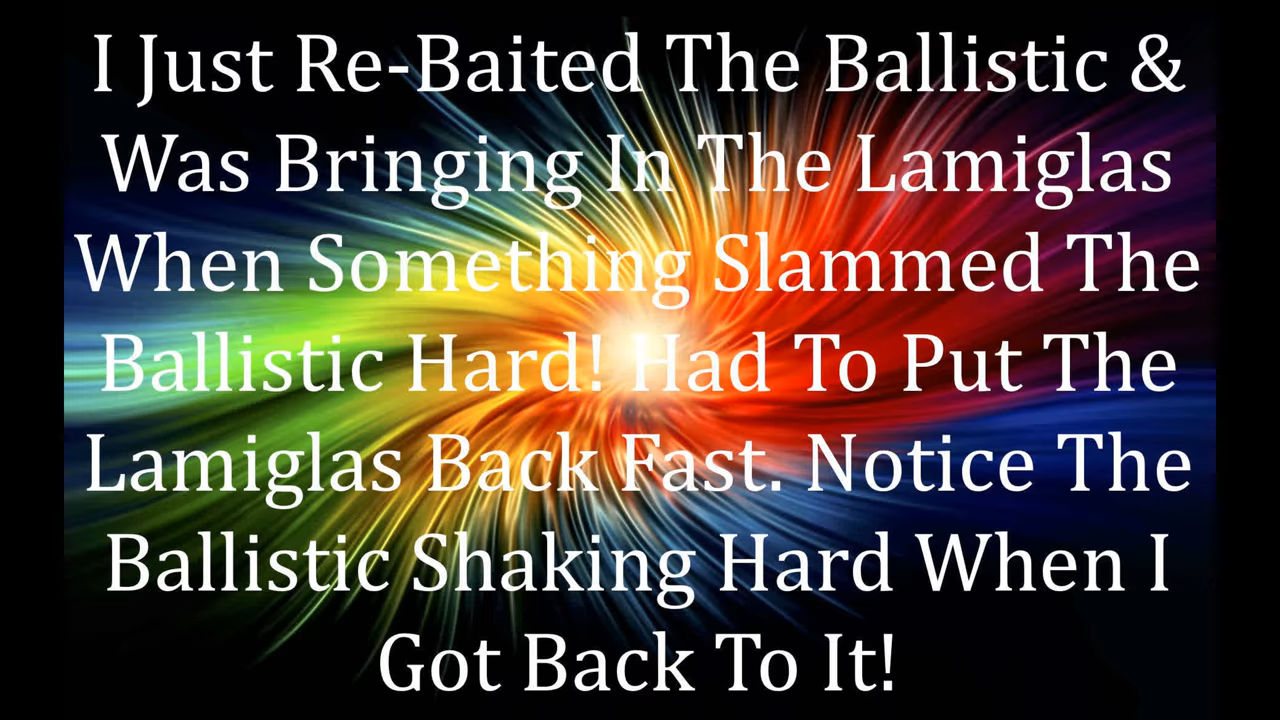 I Just Re-Baited The Ballistic &
Was Bringing In The Lamiglas
When Something Slammed The
Ballistic Hard! Had To Put The
Lamiglas Back Fast. Notice The
Ballistic Shaking Hard When I
Got Back To It!